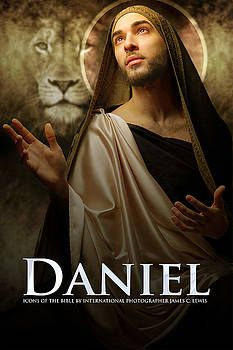 DANIEL
ICONS OF THE BIBLE BY INTERNATIONAL PHOTOGRAPHER JAMES C. LEWIS